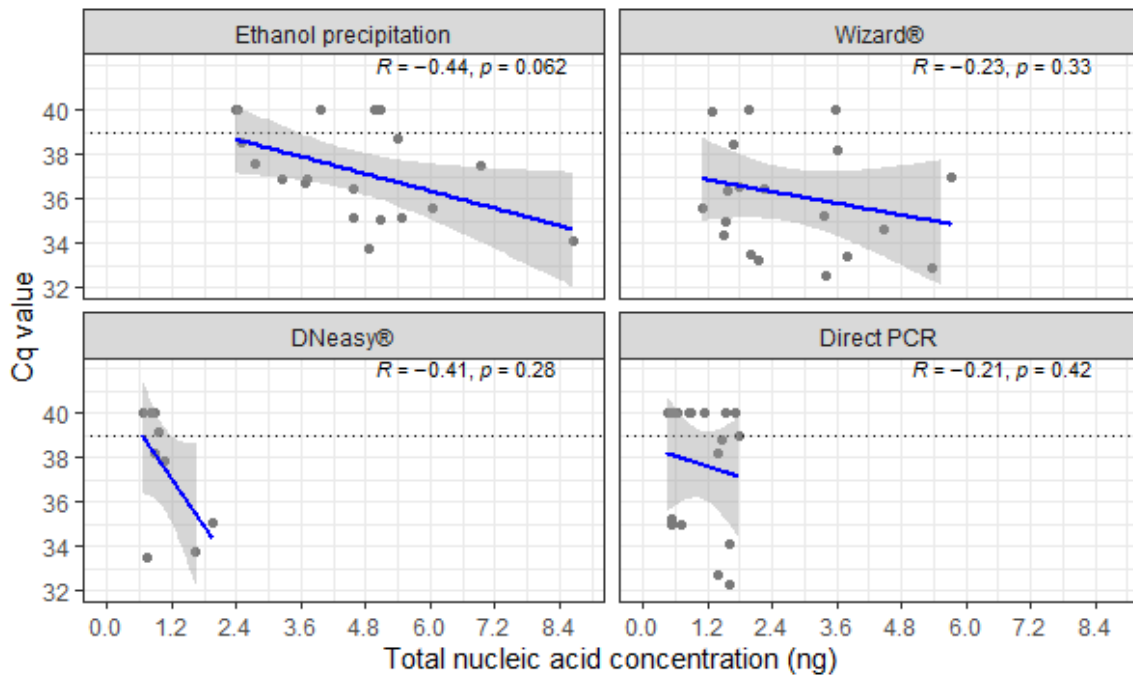 Ethanol precipitation
Wizard®
R = −0.44, p = 0.062
R = −0.23, p = 0.33
40
38
36
34
32
DNeasy®
Direct PCR
R = −0.41, p = 0.28
R = −0.21, p = 0.42
40
38
36
34
32
Cq value
0.0 1.2 2.4 3.6 4.8 6.0 7.2 8.4 0.0 1.2 2.4 3.6 4.8 6.0 7.2 8.4
Total nucleic acid concentration (ng)